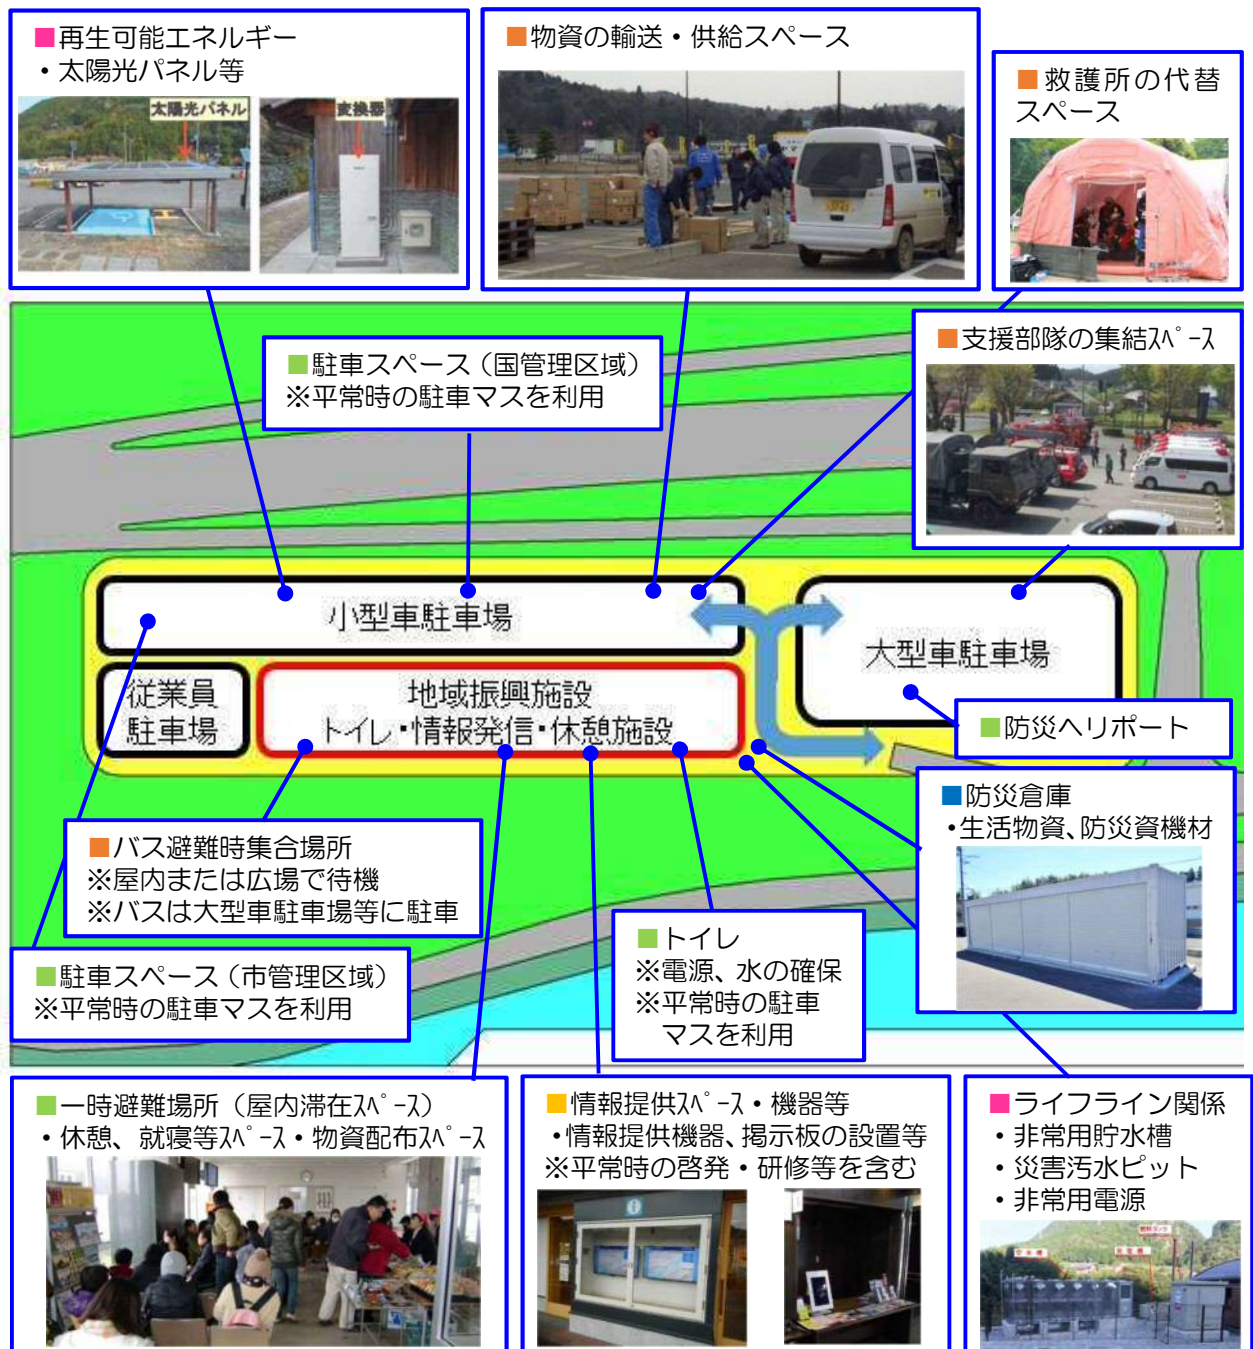 ■再生可能エネルギー
・太陽光パネル等
太陽光パネル
変換器
■物資の輸送・供給スペース
■救護所の代替
スペース
■駐車スペース（国管理区域）
※平常時の駐車マスを利用
■支援部隊の集結ｽﾍﾟｰｽ
小型車駐車場
大型車駐車場
従業員
駐車場
地域振興施設
トイレ・情報発信・休憩施設
■防災ヘリポート
■防災倉庫
・生活物資、防災資機材
■バス避難時集合場所
※屋内または広場で待機
※バスは大型車駐車場等に駐車
■駐車スペース（市管理区域）
※平常時の駐車マスを利用
■トイレ
※電源、水の確保
※平常時の駐車
マスを利用
■一時避難場所（屋内滞在ｽﾍﾟｰｽ）
・休憩、就寝等ｽﾍﾟｰｽ・物資配布ｽﾍﾟｰｽ
■情報提供ｽﾍﾟｰｽ・機器等
・情報提供機器、掲示板の設置等
※平常時の啓発・研修等を含む
■ライフライン関係
・非常用貯水槽
・災害汚水ピット
・非常用電源